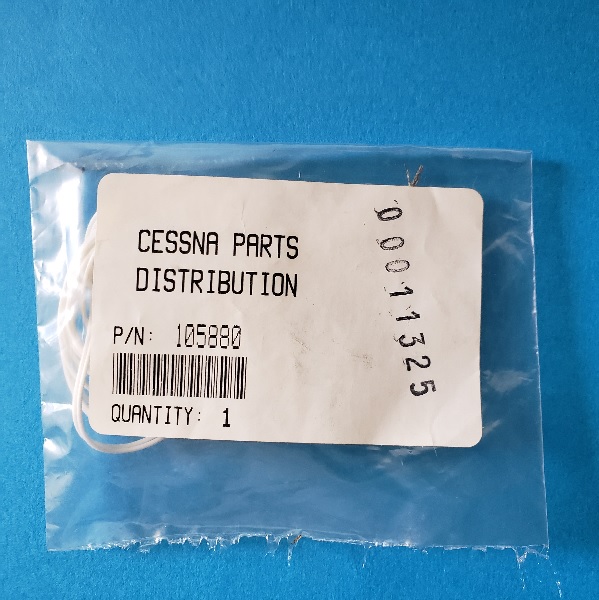 CESSNA PARTS
DISTRIBUTION
P/N: 105880
QUANTITY: 1
00011325